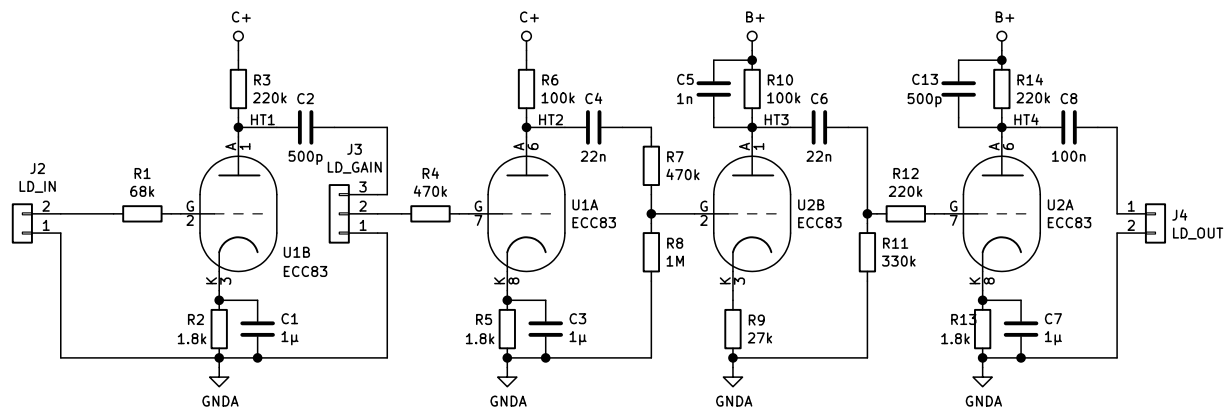 C+
C+
B+
B+
R3
220k
C2
500p
HT1
R6
100k
C4
22n
HT2
C5
1n
R10
100k
C6
22n
HT3
C13
500p
R14
220k
C8
100n
HT4
J2
LD_IN
2
1
R1
68k
A
1
G
2
K
3
U1B
ECC83
J3
LD_GAIN
3
2
1
R4
470k
A
6
G
7
K
8
U1A
ECC83
R7
470k
R8
1M
A
1
G
2
K
3
U2B
ECC83
R12
220k
R11
330k
A
6
G
7
K
8
U2A
ECC83
1
2
J4
LD_OUT
R2
1.8k
C1
1µ
R5
1.8k
C3
1µ
R9
27k
R13
1.8k
C7
1µ
GNDA
GNDA
GNDA
GNDA